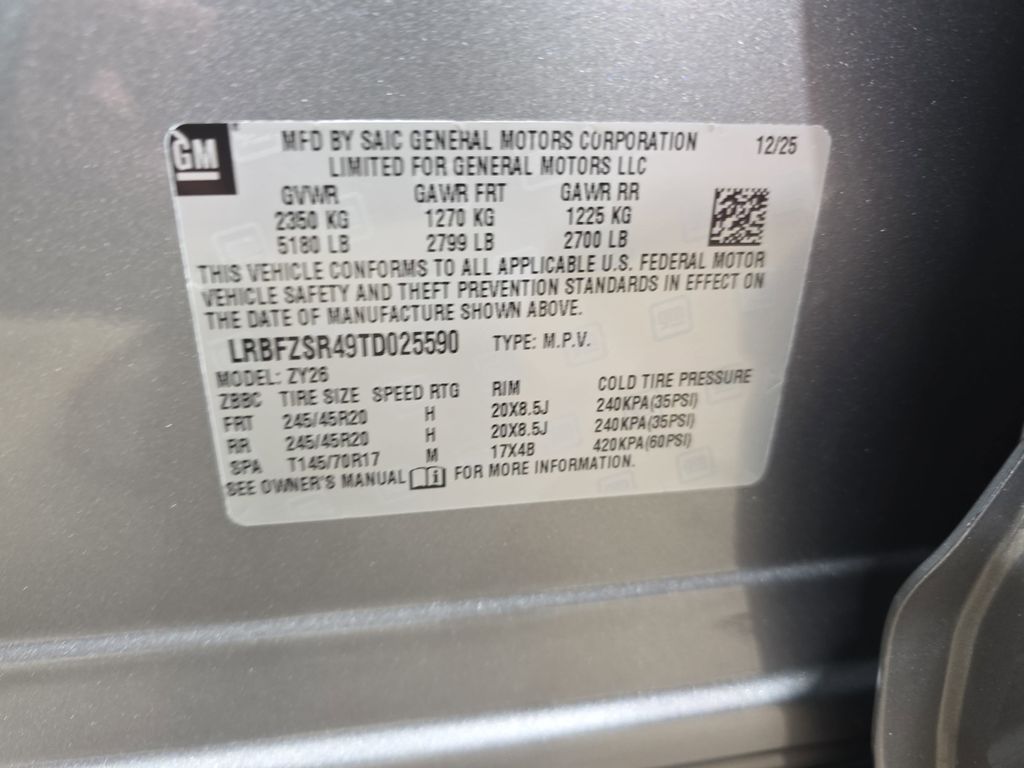 GM
MFD BY SAIC GENERAL MOTORS CORPORATION 12/25
LIMITED FOR GENERAL MOTORS LLC
GVWR GAWR FRT GAWR RR
2350 KG 1270 KG 1225 KG
5180 LB 2799 LB 2700 LB
THIS VEHICLE CONFORMS TO ALL APPLICABLE U.S. FEDERAL MOTOR
VEHICLE SAFETY AND THEFT PREVENTION STANDARDS IN EFFECT ON
THE DATE OF MANUFACTURE SHOWN ABOVE.
LRBFZSR49TD025590 TYPE: M.P.V.
MODEL: ZY26
ZBBC TIRE SIZE SPEED RTG RIM COLD TIRE PRESSURE
FRT 245/45R20 H 20X8.5J 240KPA(35PSI)
RR 245/45R20 H 20X8.5J 240KPA(35PSI)
SPA T145/70R17 M 17X4B 420KPA(60PSI)
SEE OWNER'S MANUAL FOR MORE INFORMATION.